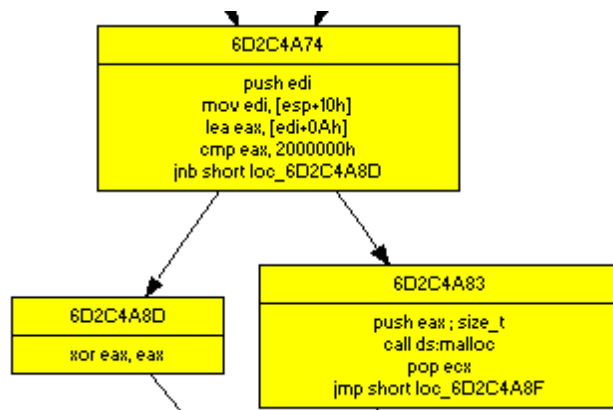 6D2C4A74
push edi
mov edi, [esp+10h]
lea eax, [edi+0Ah]
cmp eax, 2000000h
jnb short loc_6D2C4A8D
6D2C4A8D
xor eax, eax
6D2C4A83
push eax ; size_t
call ds:malloc
pop ecx
jmp short loc_6D2C4A8F